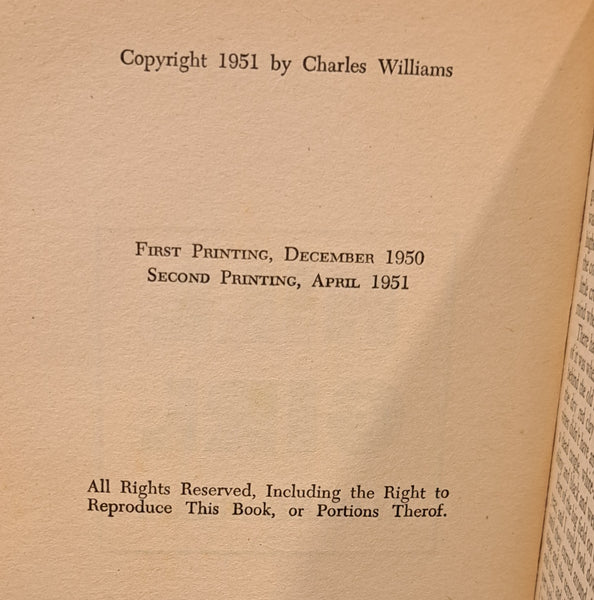 Copyright 1951 by Charles Williams
First Printing, December 1950
Second Printing, April 1951
All Rights Reserved, Including the Right to
Reproduce This Book, or Portions Therof.